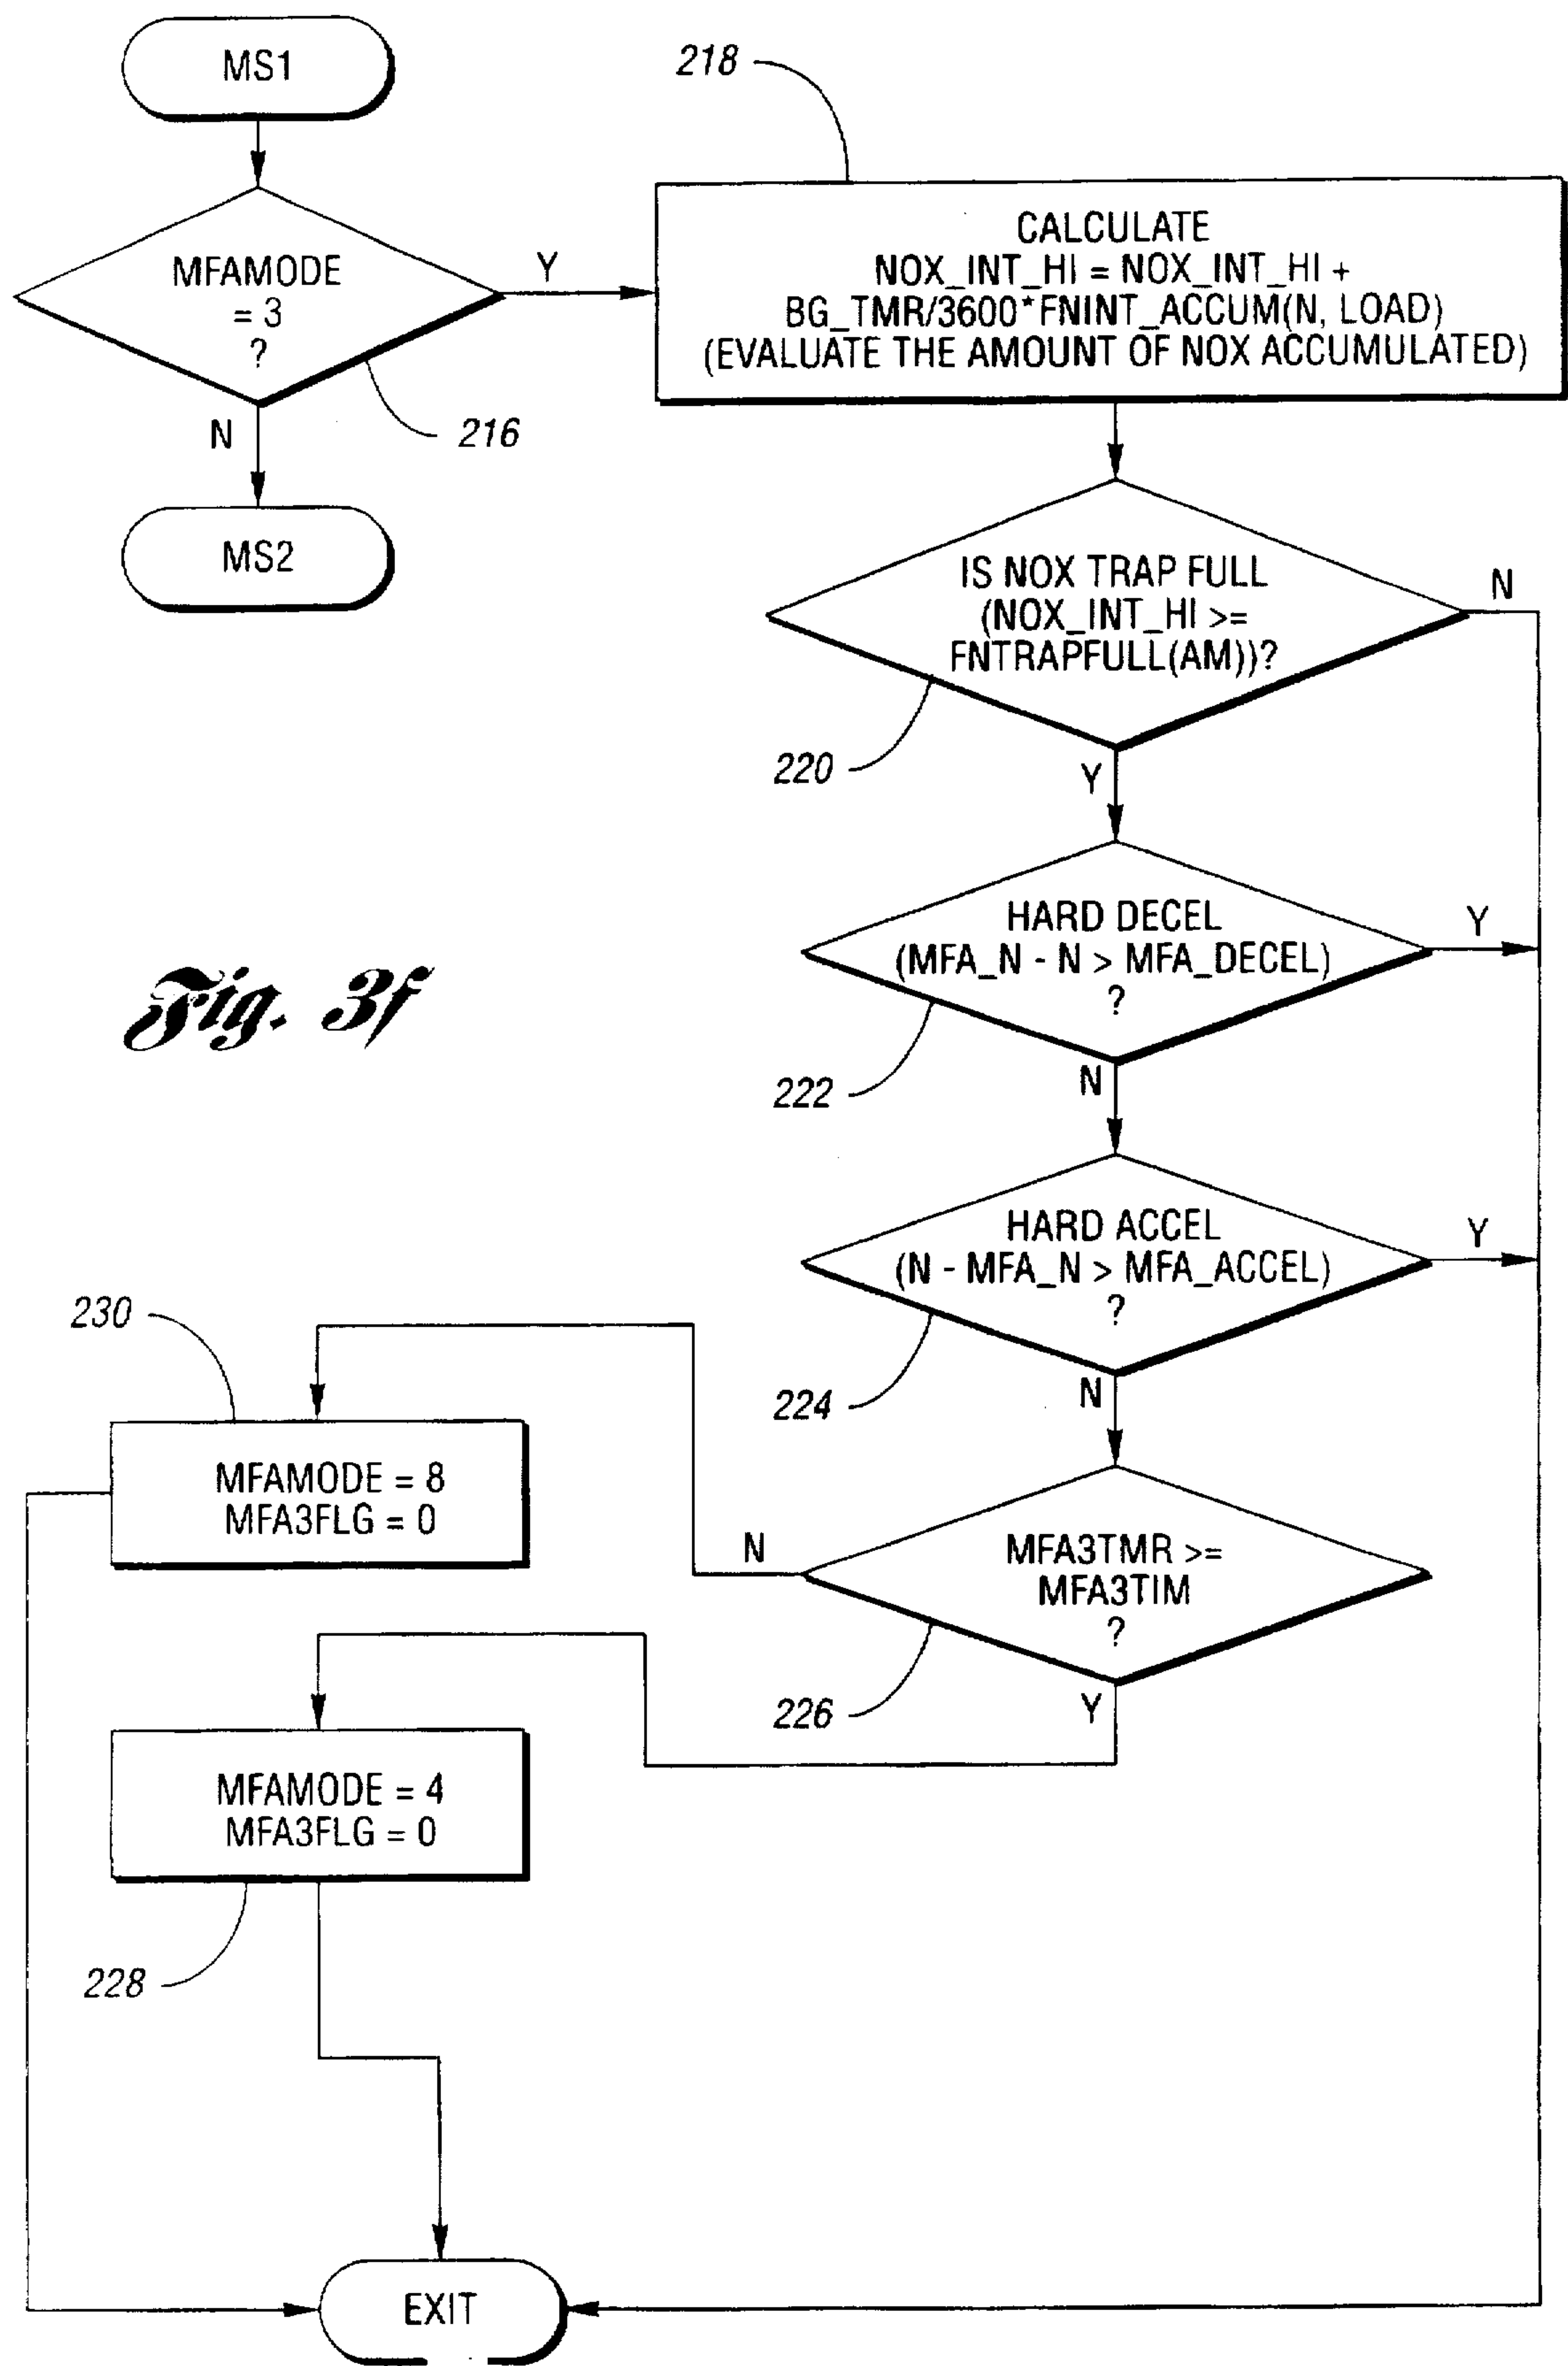 MS1
218
MFAMODE
= 3
?
Y
N
216
MS2
CALCULATE
NOX_INT_HI = NOX_INT_HI +
BG_TMR/3600*FNINT_ACCUM(N, LOAD)
(EVALUATE THE AMOUNT OF NOX ACCUMULATED)
IS NOX TRAP FULL
(NOX_INT_HI >=
FNTRAPFULL(AM))?
N
220
Y
HARD DECEL
(MFA_N - N > MFA_DECEL)
?
Y
222
N
Fig. 3f
HARD ACCEL
(N - MFA_N > MFA_ACCEL)
?
Y
224
N
230
MFAMODE = 8
MFA3FLG = 0
N
MFA3TMR >=
MFA3TIM
?
226
Y
MFAMODE = 4
MFA3FLG = 0
228
EXIT